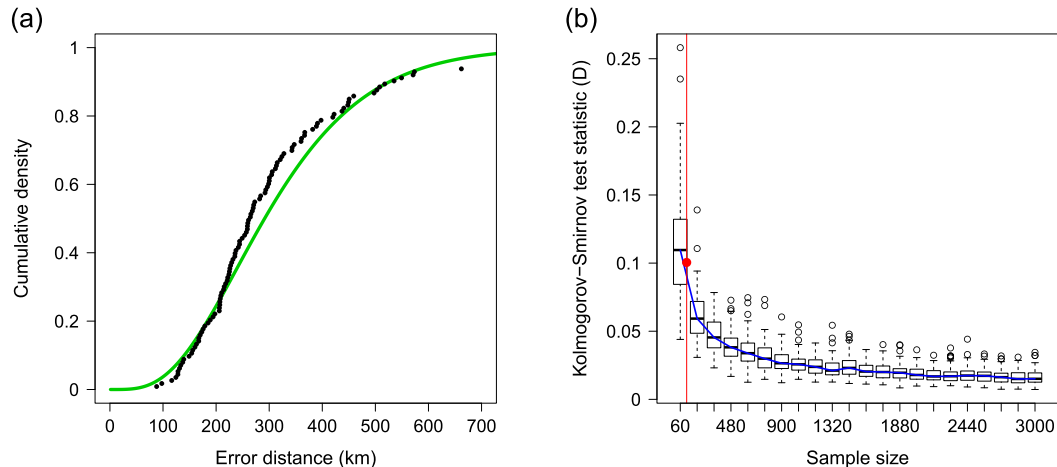 (a)
Cumulative density
1
0.8
0.6
0.4
0.2
0
0 100 200 300 400 500 600 700
Error distance (km)
(b)
Kolmogorov−Smirnov test statistic (D)
0.25
0.2
0.15
0.1
0.05
0
60 480 900 1320 1880 2440 3000
Sample size